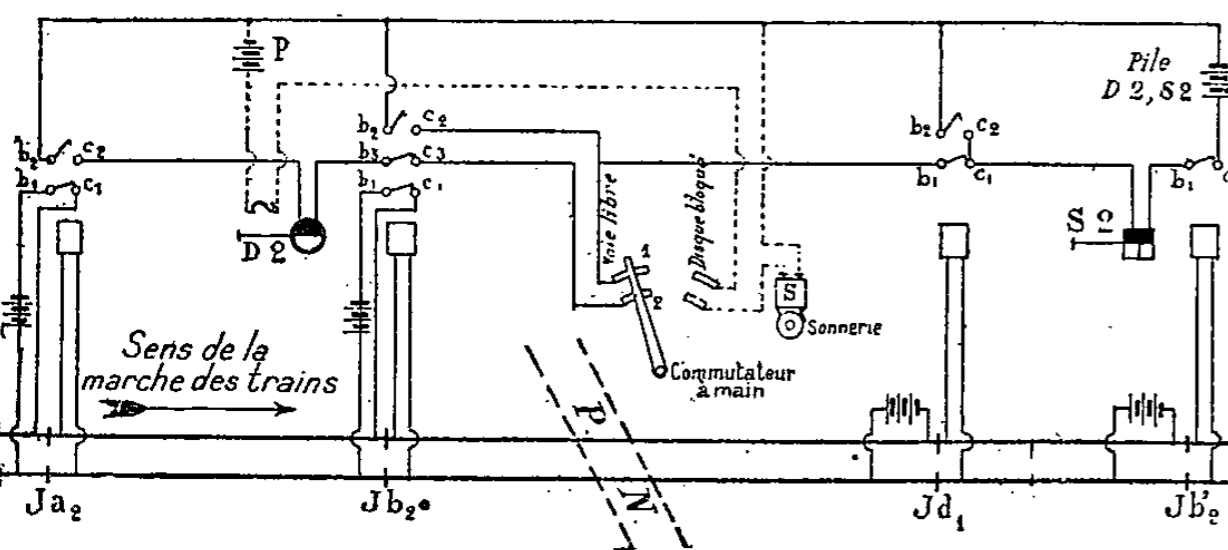 P
Pile
D 2, S 2
b₂ c₂
b₁ c₁
b₂ c₂
b₃ c₃
b₁ c₁
b₂ c₂
b₁ c₁
b₁ c
D 2
S 2
Voie libre
Disque bloqué
1
2
S
Sonnerie
Commutateur
à main
Sens de la
marche des trains
P.
N
Ja₂
Jb₂
Jd₁
Jb'₂